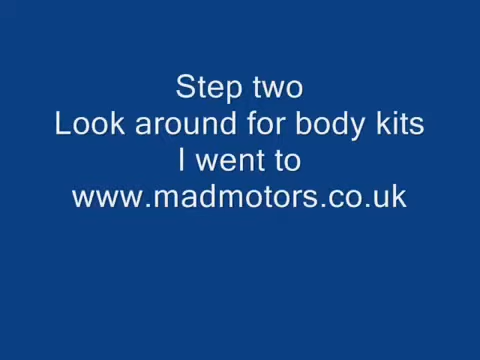 Step two
Look around for body kits
I went to
www.madmotors.co.uk